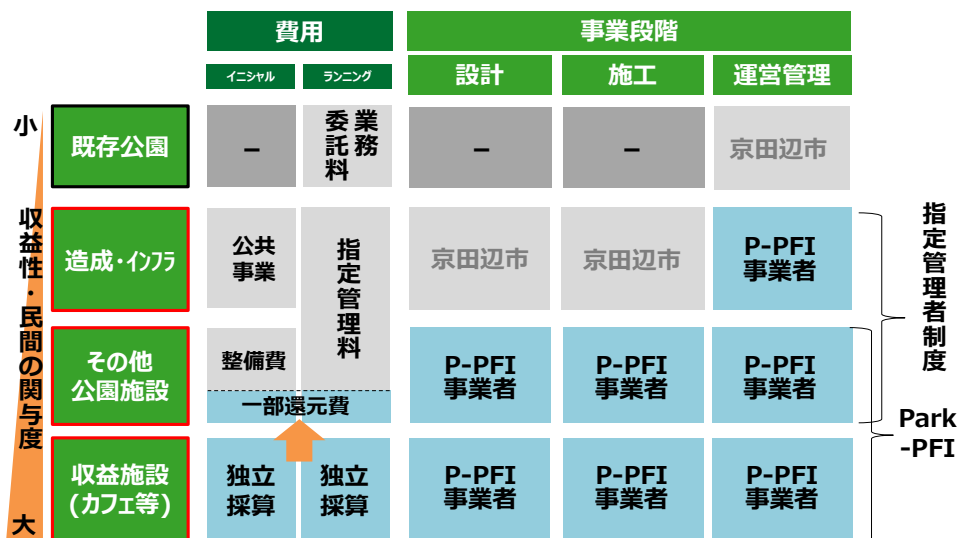 費用
事業段階
イニシャル
ランニング
設計
施工
運営管理
小
収益性・民間の関与度
大
既存公園
－
業務
委託料
－
－
京田辺市
造成・インフラ
公共
事業
指定管理料
京田辺市
京田辺市
P-PFI
事業者
指定管理者制度
その他
公園施設
整備費
一部還元費
P-PFI
事業者
P-PFI
事業者
P-PFI
事業者
Park
-PFI
収益施設
(カフェ等)
独立
採算
独立
採算
P-PFI
事業者
P-PFI
事業者
P-PFI
事業者